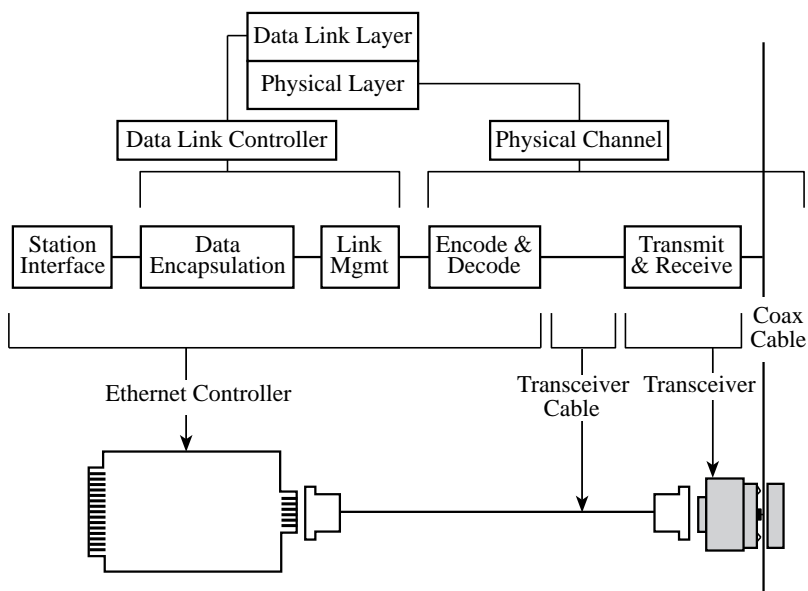 Data Link Layer
Physical Layer
Data Link Controller
Physical Channel
Station
Interface
Data
Encapsulation
Link
Mgmt
Encode &
Decode
Transmit
& Receive
Coax
Cable
Ethernet Controller
Transceiver
Cable
Transceiver